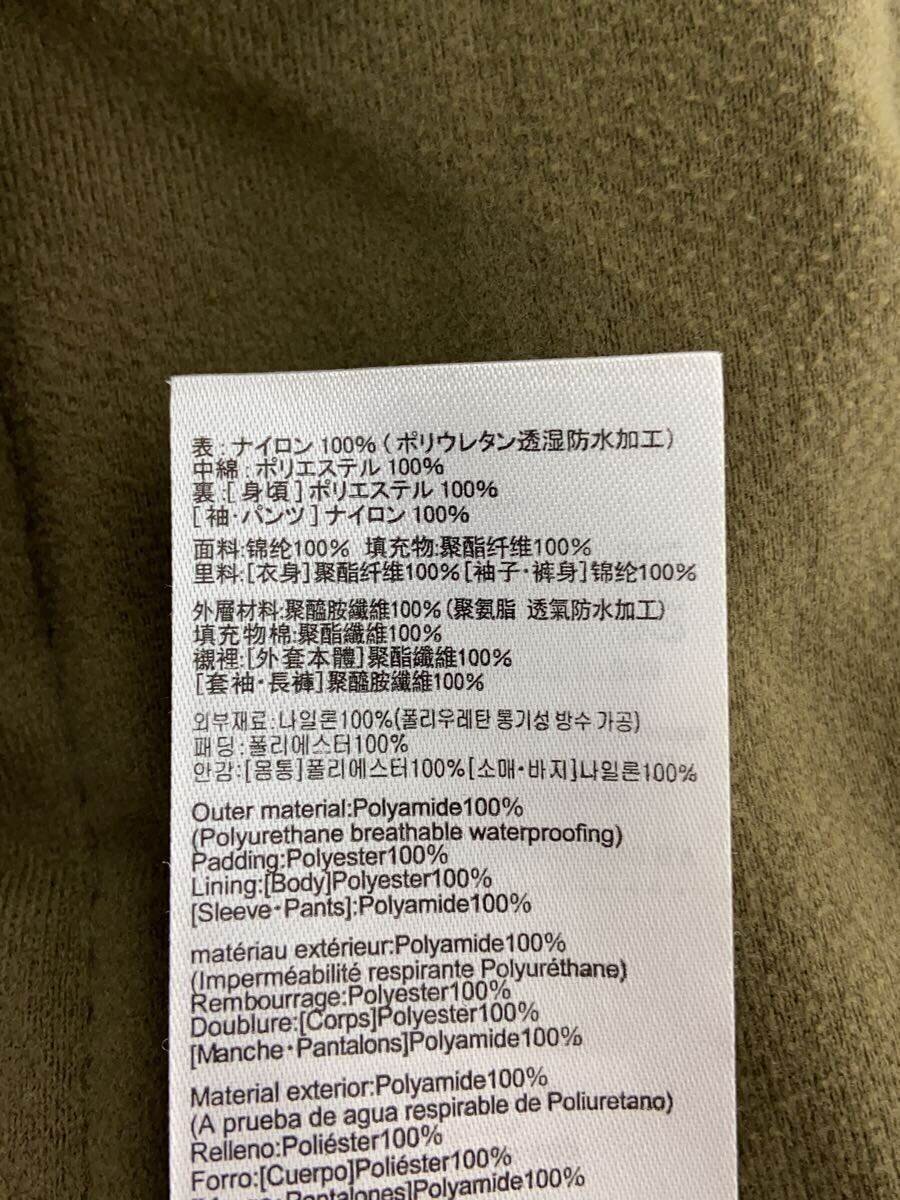 表:ナイロン 100% (ポリウレタン透湿防水加工)
中綿:ポリエステル 100%
裏:[身頃]ポリエステル 100%
[袖・パンツ]ナイロン 100%
面料:锦纶100% 填充物:聚酯纤维100%
里料:[衣身]聚酯纤维100%[袖子・裤身]锦纶100%
外層材料:聚醯胺纖維100%(聚氨脂 透氣防水加工)
填充物棉:聚酯纖維100%
襯裡:[外套本體]聚酯纖維100%
[套袖・長褲]聚醯胺纖維100%
외부재료:나일론100%(폴리우레탄 통기성 방수 가공)
패딩:폴리에스터100%
안감:[몸통]폴리에스터100%[소매・바지]나일론100%
Outer material:Polyamide100%
(Polyurethane breathable waterproofing)
Padding:Polyester100%
Lining:[Body]Polyester100%
[Sleeve・Pants]:Polyamide100%
matériau extérieur:Polyamide100%
(Imperméabilité respirante Polyuréthane)
Rembourrage:Polyester100%
Doublure:[Corps]Polyester100%
[Manche・Pantalons]Polyamide100%
Material exterior:Polyamide100%
(A prueba de agua respirable de Poliuretano)
Relleno:Poliéster100%
Forro:[Cuerpo]Poliéster100%
Pantalones]Polyamide100%